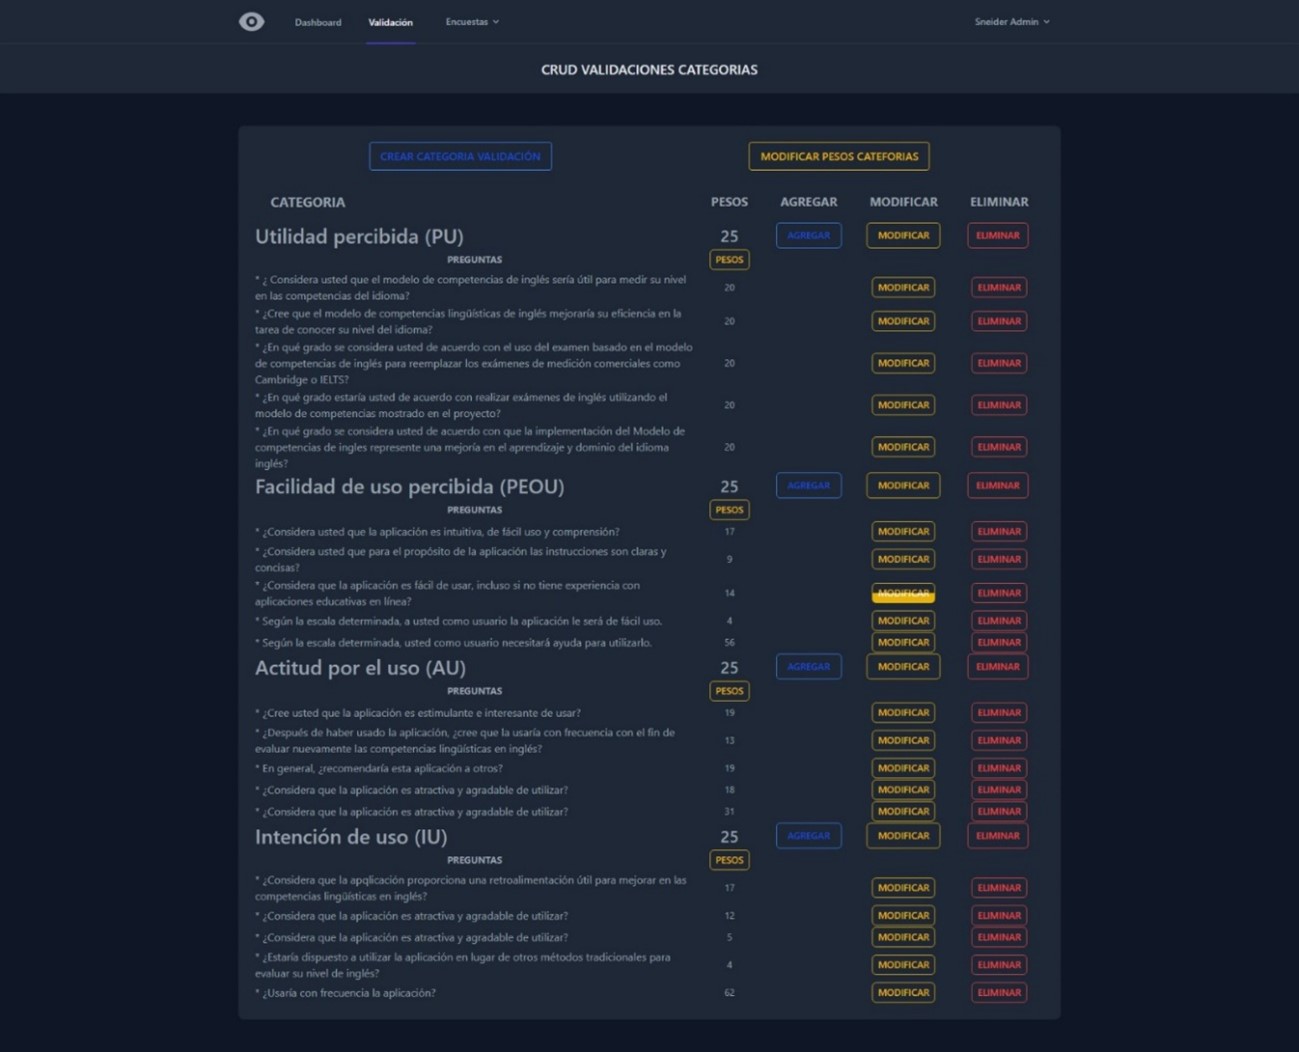 Dashboard Validación Encuestas Sneider Admin
CRUD VALIDACIONES CATEGORIAS
CREAR CATEGORIA VALIDACIÓN MODIFICAR PESOS CATEFORIAS
CATEGORIA PESOS AGREGAR MODIFICAR ELIMINAR
Utilidad percibida (PU) 25 AGREGAR MODIFICAR ELIMINAR
PREGUNTAS PESOS
* ¿ Considera usted que el modelo de competencias de inglés sería útil para medir su nivel
en las competencias del idioma? 20 MODIFICAR ELIMINAR
* ¿Cree que el modelo de competencias lingüísticas de inglés mejoraría su eficiencia en la
tarea de conocer su nivel del idioma? 20 MODIFICAR ELIMINAR
* ¿En qué grado se considera usted de acuerdo con el uso del examen basado en el modelo
de competencias de inglés para reemplazar los exámenes de medición comerciales como 20 MODIFICAR ELIMINAR
Cambridge o IELTS?
* ¿En qué grado estaría usted de acuerdo con realizar exámenes de inglés utilizando el
modelo de competencias mostrado en el proyecto? 20 MODIFICAR ELIMINAR
* ¿En qué grado se considera usted de acuerdo con que la implementación del Modelo de
competencias de ingles represente una mejoría en el aprendizaje y dominio del idioma 20 MODIFICAR ELIMINAR
inglés?
Facilidad de uso percibida (PEOU) 25 AGREGAR MODIFICAR ELIMINAR
PREGUNTAS PESOS
* ¿Considera usted que la aplicación es intuitiva, de fácil uso y comprensión? 17 MODIFICAR ELIMINAR
* ¿Considera usted que para el propósito de la aplicación las instrucciones son claras y
concisas? 9 MODIFICAR ELIMINAR
* ¿Considera que la aplicación es fácil de usar, incluso si no tiene experiencia con
aplicaciones educativas en línea? 14 MODIFICAR ELIMINAR
* Según la escala determinada, a usted como usuario la aplicación le será de fácil uso. 4 MODIFICAR ELIMINAR
* Según la escala determinada, usted como usuario necesitará ayuda para utilizarlo. 56 MODIFICAR ELIMINAR
Actitud por el uso (AU) 25 AGREGAR MODIFICAR ELIMINAR
PREGUNTAS PESOS
* ¿Cree usted que la aplicación es estimulante e interesante de usar? 19 MODIFICAR ELIMINAR
* ¿Después de haber usado la aplicación, ¿cree que la usaría con frecuencia con el fin de
evaluar nuevamente las competencias lingüísticas en inglés? 13 MODIFICAR ELIMINAR
* En general, ¿recomendaría esta aplicación a otros? 19 MODIFICAR ELIMINAR
* ¿Considera que la aplicación es atractiva y agradable de utilizar? 18 MODIFICAR ELIMINAR
* ¿Considera que la aplicación es atractiva y agradable de utilizar? 31 MODIFICAR ELIMINAR
Intención de uso (IU) 25 AGREGAR MODIFICAR ELIMINAR
PREGUNTAS PESOS
* ¿Considera que la apqlicación proporciona una retroalimentación útil para mejorar en las
competencias lingüísticas en inglés? 17 MODIFICAR ELIMINAR
* ¿Considera que la aplicación es atractiva y agradable de utilizar? 12 MODIFICAR ELIMINAR
* ¿Considera que la aplicación es atractiva y agradable de utilizar? 5 MODIFICAR ELIMINAR
* ¿Estaría dispuesto a utilizar la aplicación en lugar de otros métodos tradicionales para
evaluar su nivel de inglés? 4 MODIFICAR ELIMINAR
* ¿Usaría con frecuencia la aplicación? 62 MODIFICAR ELIMINAR